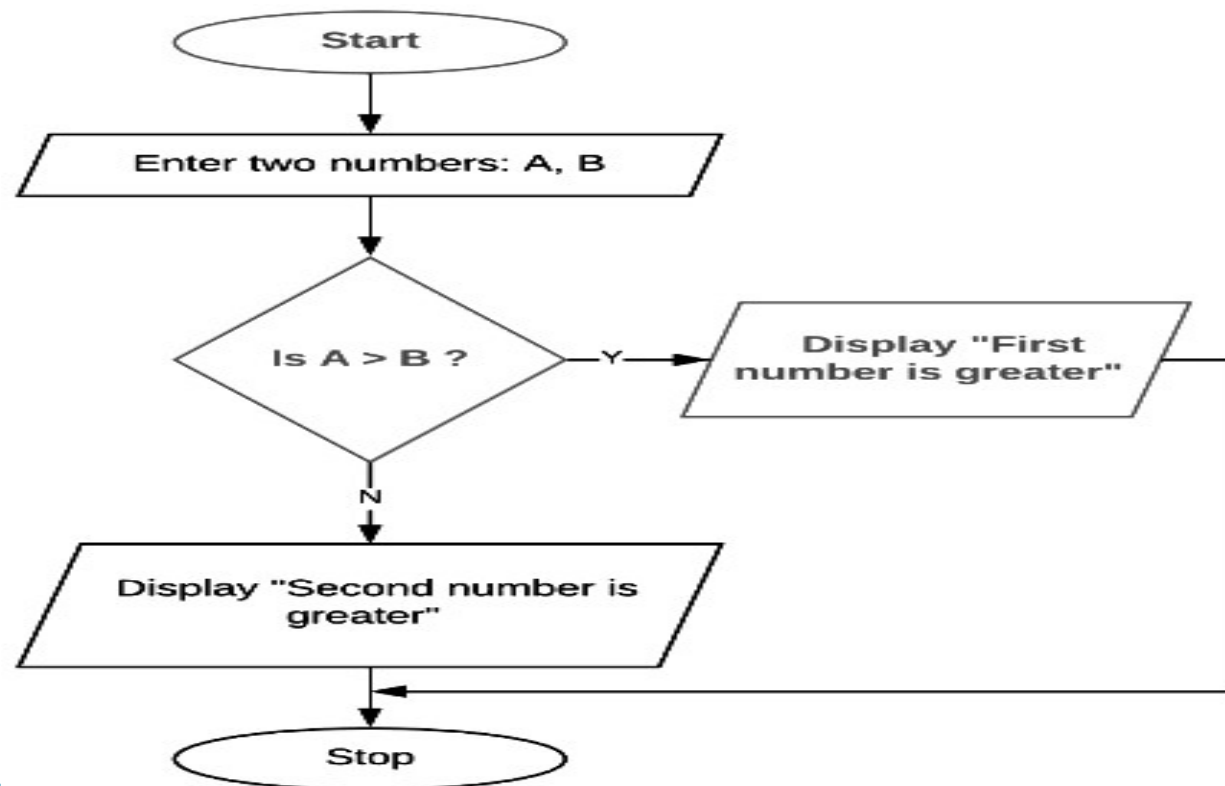 Start
Enter two numbers: A, B
Is A > B ?
Y
Display "First
number is greater"
N
Display "Second number is
greater"
Stop